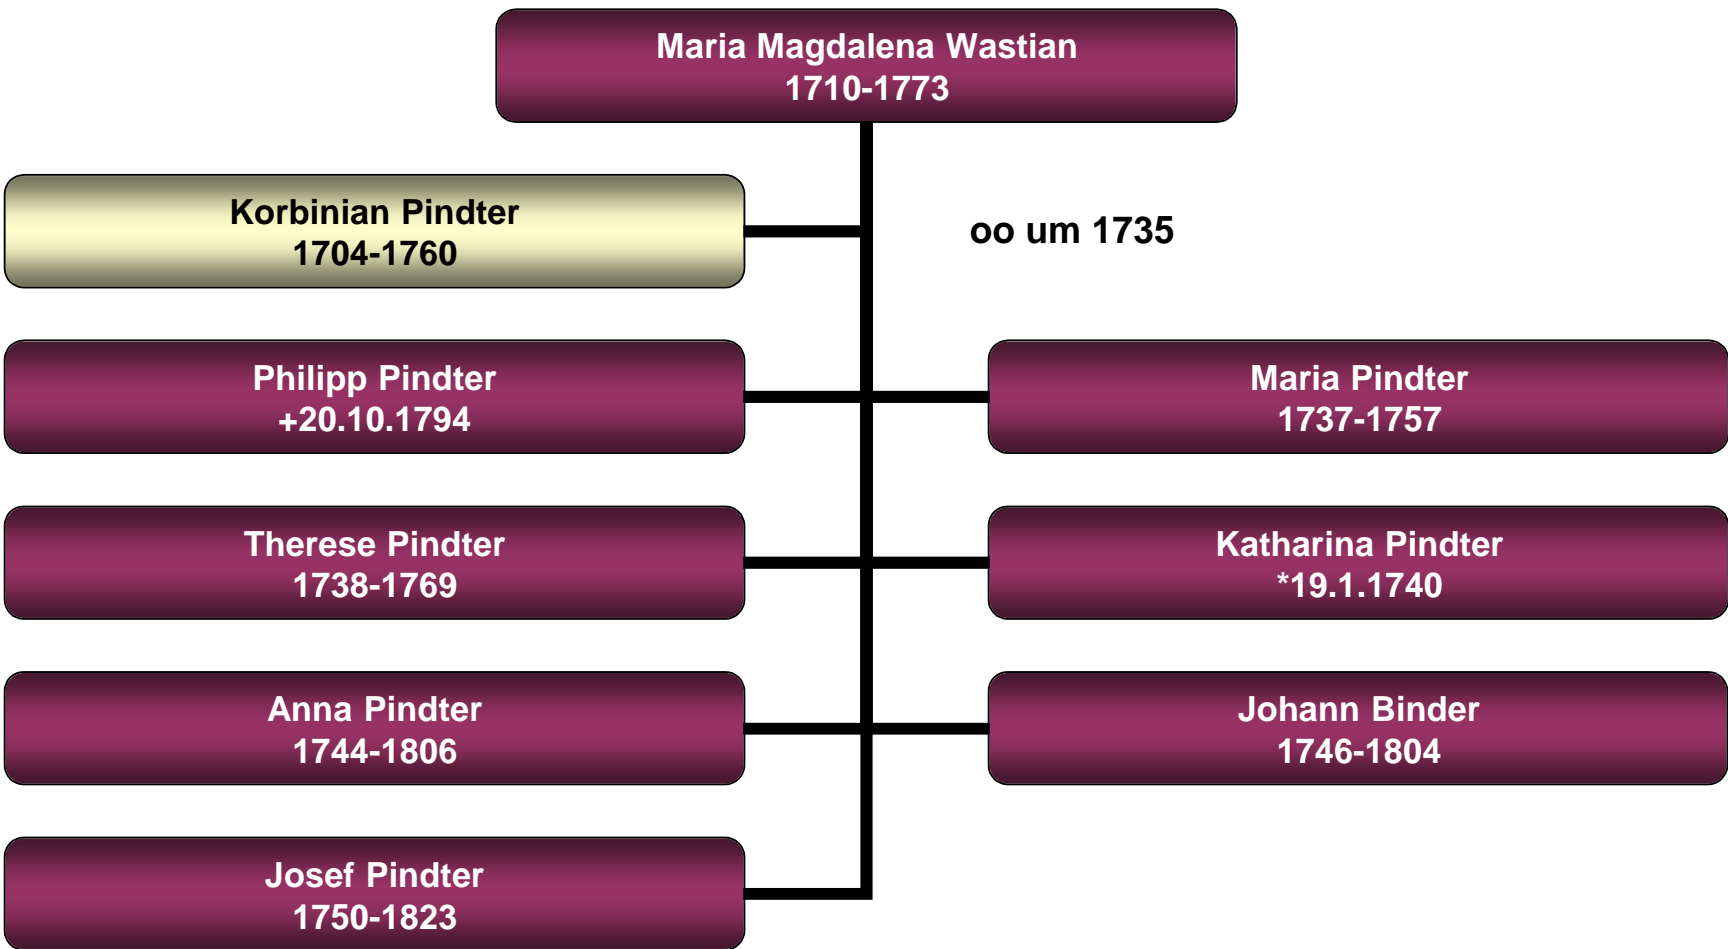 Maria Magdalena Wastian
1710-1773
Korbinian Pindter
1704-1760
oo um 1735
Philipp Pindter
+20.10.1794
Maria Pindter
1737-1757
Therese Pindter
1738-1769
Katharina Pindter
*19.1.1740
Anna Pindter
1744-1806
Johann Binder
1746-1804
Josef Pindter
1750-1823